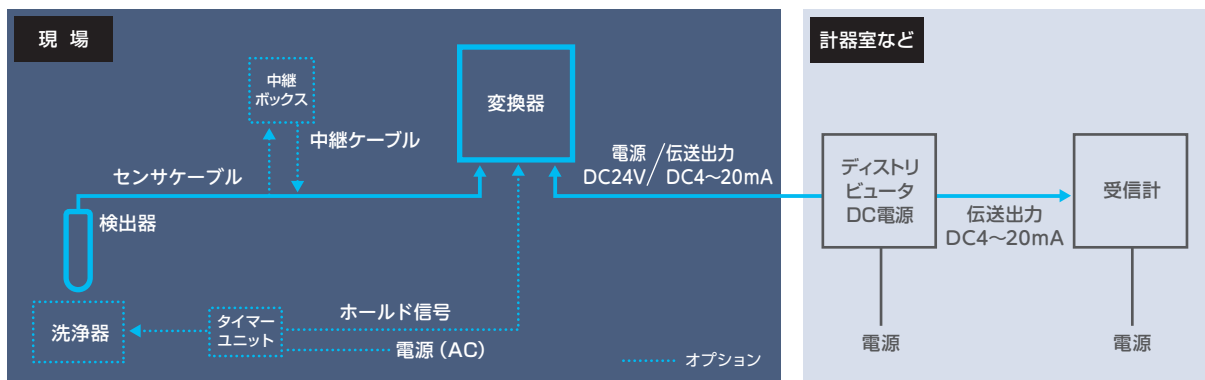 現場
計器室など
中継
ボックス
変換器
中継ケーブル
センサケーブル
電源/伝送出力
DC24V/DC4〜20mA
ディストリ
ビュータ
DC電源
伝送出力
DC4〜20mA
受信計
検出器
洗浄器
タイマー
ユニット
ホールド信号
電源（AC）
オプション
電源
電源